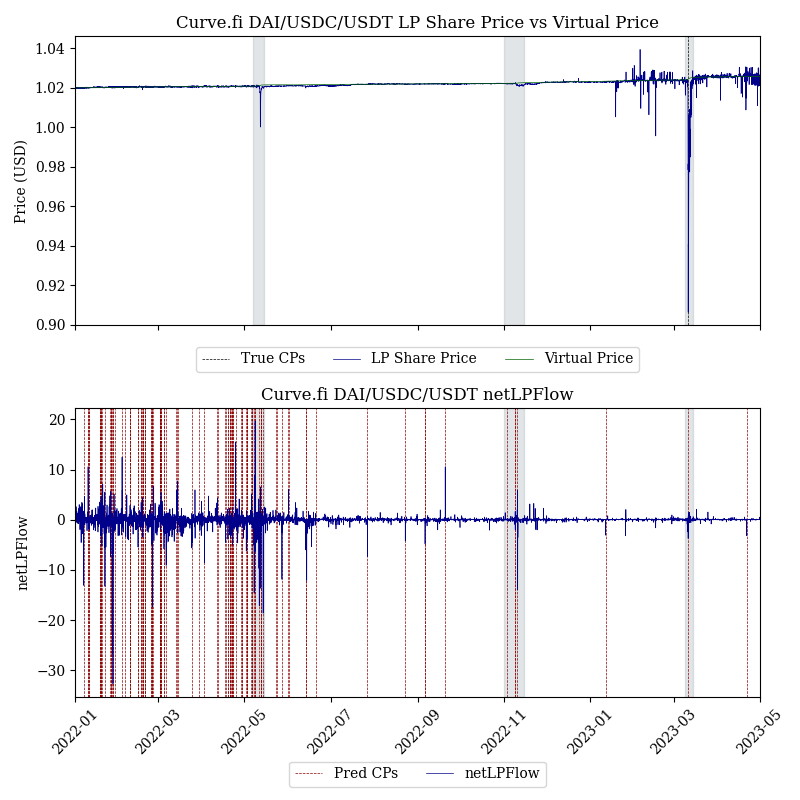 Curve.fi DAI/USDC/USDT LP Share Price vs Virtual Price
1.04
1.02
1.00
0.98
0.96
0.94
0.92
0.90
Price (USD)
True CPs LP Share Price Virtual Price
Curve.fi DAI/USDC/USDT netLPFlow
20
10
0
−10
−20
−30
netLPFlow
2022-01 2022-03 2022-05 2022-07 2022-09 2022-11 2023-01 2023-03 2023-05
Pred CPs netLPFlow